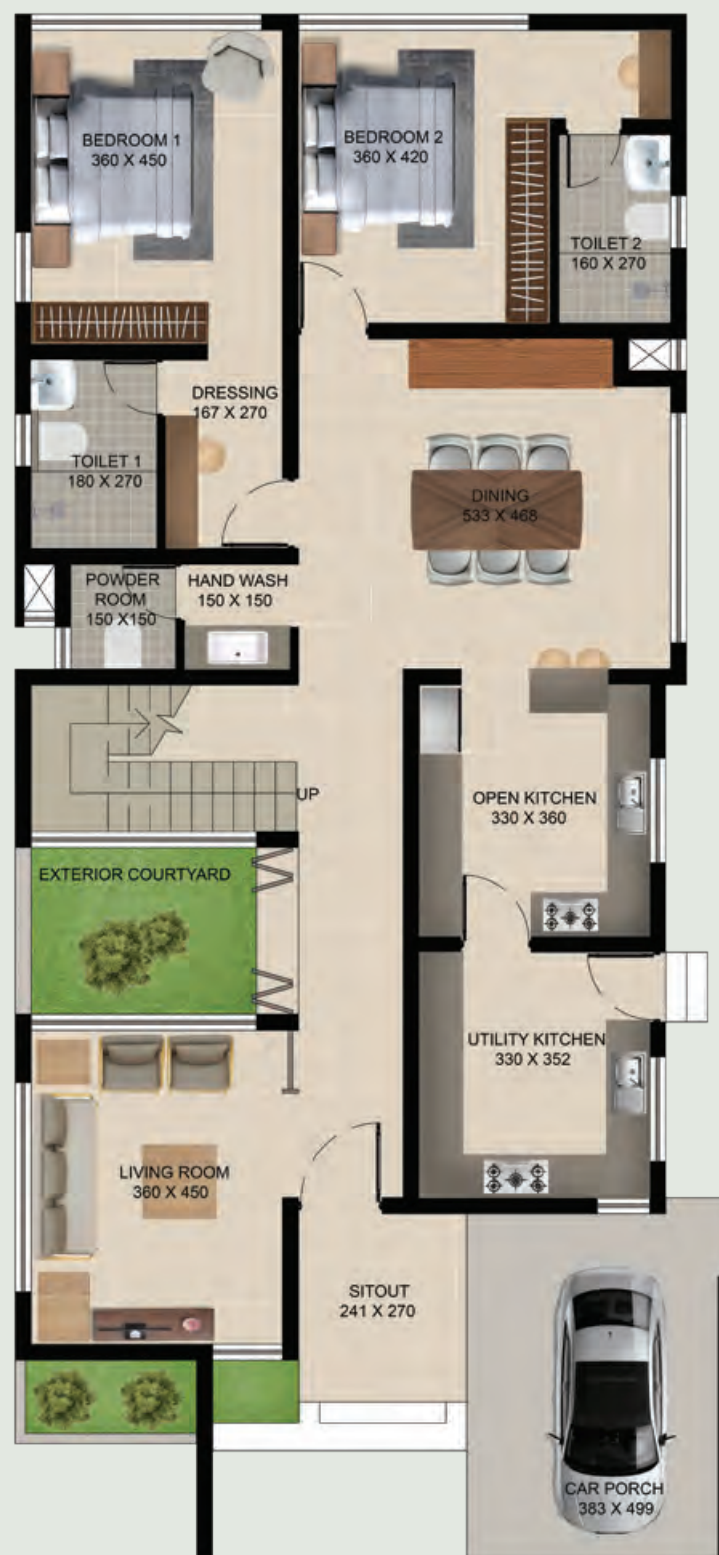 BEDROOM 1
360 X 450
BEDROOM 2
360 X 420
TOILET 2
160 X 270
DRESSING
167 X 270
TOILET 1
180 X 270
DINING
533 X 468
POWDER
ROOM
150 X150
HAND WASH
150 X 150
UP
OPEN KITCHEN
330 X 360
EXTERIOR COURTYARD
UTILITY KITCHEN
330 X 352
LIVING ROOM
360 X 450
SITOUT
241 X 270
CAR PORCH
383 X 499